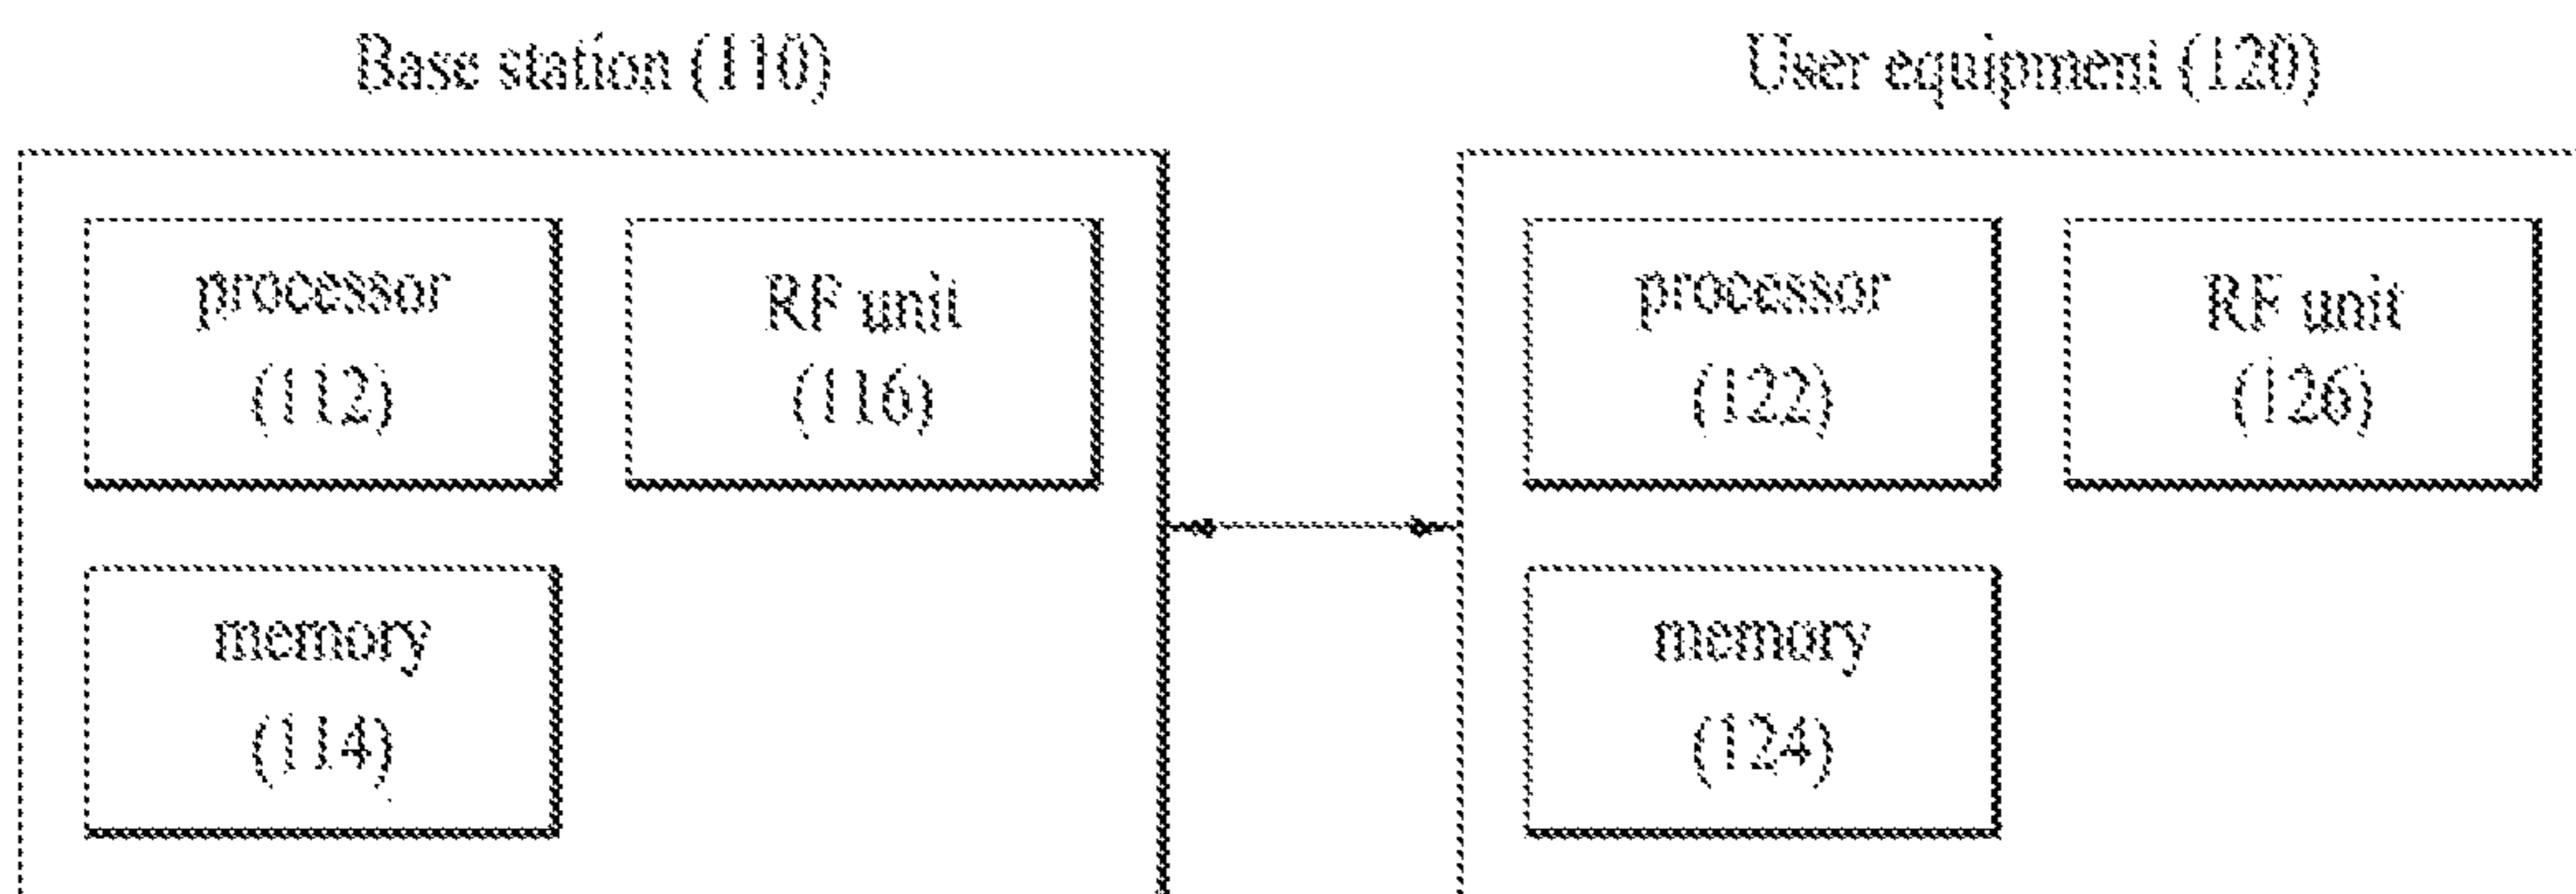 Base station (110)
User equipment (120)
processor
(112)
RF unit
(116)
memory
(114)
processor
(122)
RF unit
(126)
memory
(124)